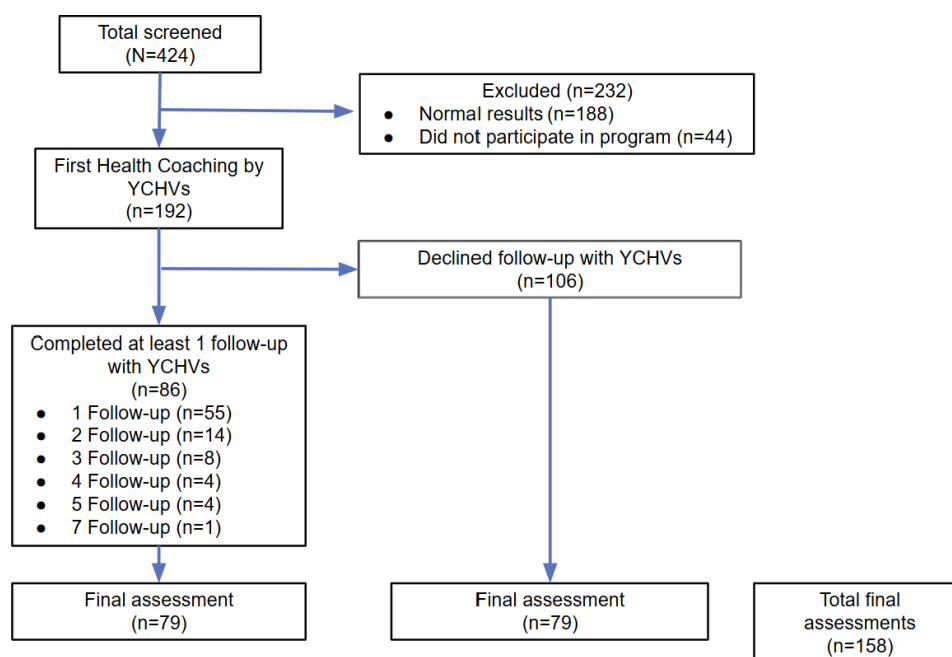 Total screened
(N=424)
Excluded (n=232)
● Normal results (n=188)
● Did not participate in program (n=44)
First Health Coaching by
YCHVs
(n=192)
Declined follow-up with YCHVs
(n=106)
Completed at least 1 follow-up
with YCHVs
(n=86)
● 1 Follow-up (n=55)
● 2 Follow-up (n=14)
● 3 Follow-up (n=8)
● 4 Follow-up (n=4)
● 5 Follow-up (n=4)
● 7 Follow-up (n=1)
Final assessment
(n=79)
Final assessment
(n=79)
Total final
assessments
(n=158)